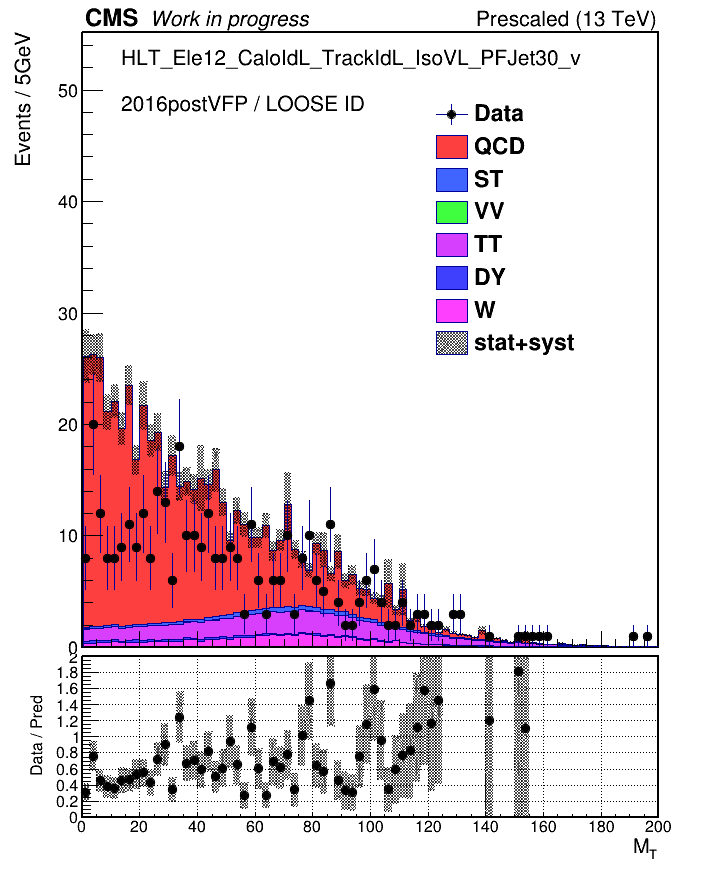 CMS Work in progress Prescaled (13 TeV)
Events / 5GeV
HLT_Ele12_CaloIdL_TrackIdL_IsoVL_PFJet30_v
2016postVFP / LOOSE ID
Data
QCD
ST
VV
TT
DY
W
stat+syst
50
40
30
20
10
0
Data / Pred
2
1.8
1.6
1.4
1.2
1
0.8
0.6
0.4
0.2
0
0 20 40 60 80 100 120 140 160 180 200
M_T